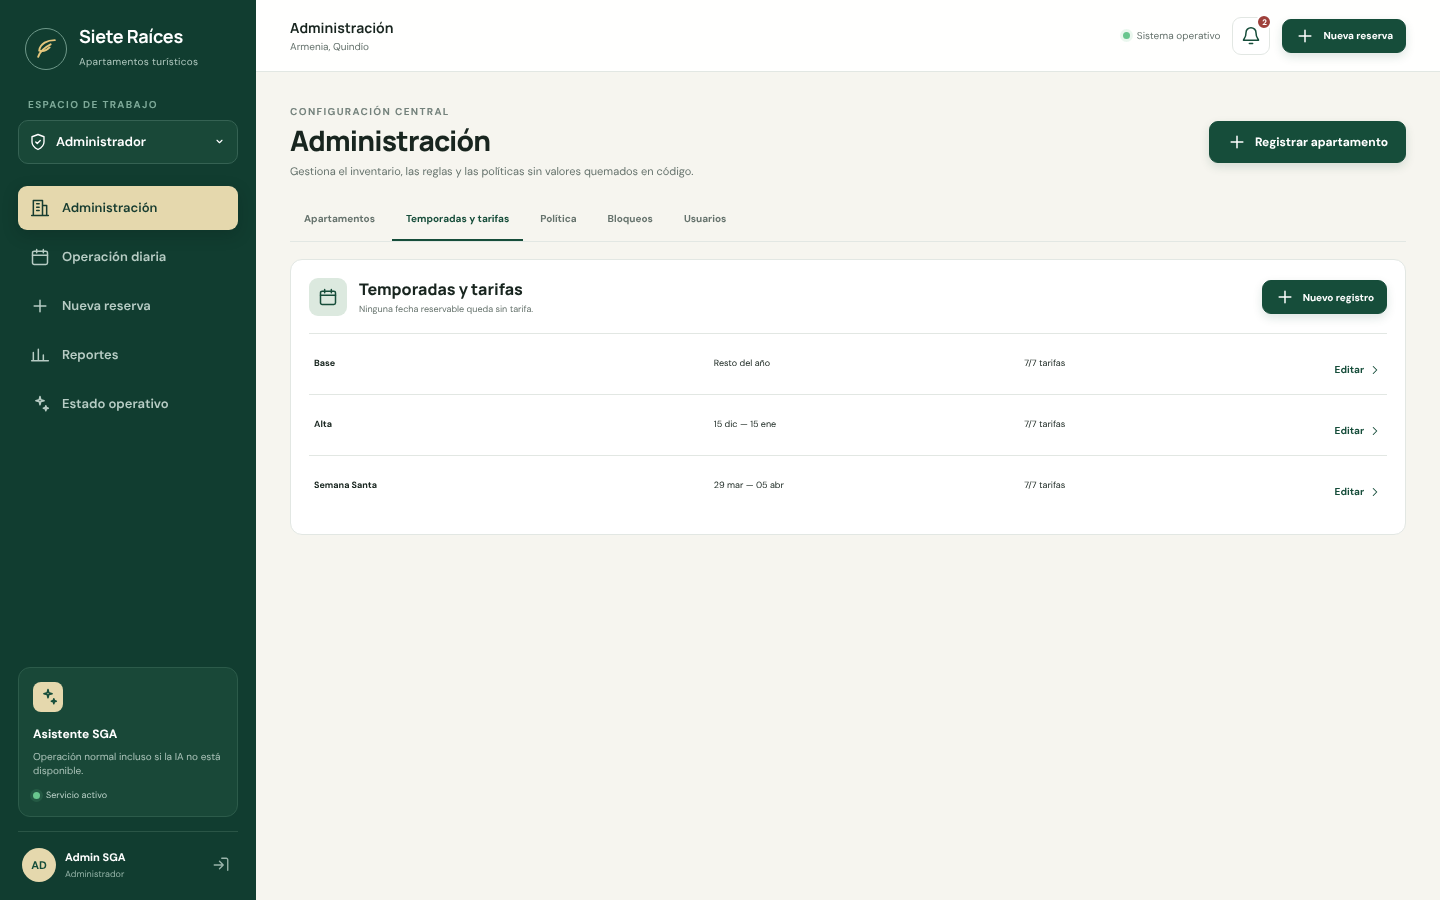 Siete Raíces
Apartamentos turísticos
ESPACIO DE TRABAJO
Administrador
Administración
Operación diaria
Nueva reserva
Reportes
Estado operativo
Asistente SGA
Operación normal incluso si la IA no está
disponible.
Servicio activo
AD
Admin SGA
Administrador
Administración
Armenia, Quindío
Sistema operativo
2
Nueva reserva
CONFIGURACIÓN CENTRAL
Administración
Gestiona el inventario, las reglas y las políticas sin valores quemados en código.
Registrar apartamento
Apartamentos
Temporadas y tarifas
Política
Bloqueos
Usuarios
Temporadas y tarifas
Ninguna fecha reservable queda sin tarifa.
Nuevo registro
Base
Resto del año
7/7 tarifas
Editar
Alta
15 dic — 15 ene
7/7 tarifas
Editar
Semana Santa
29 mar — 05 abr
7/7 tarifas
Editar